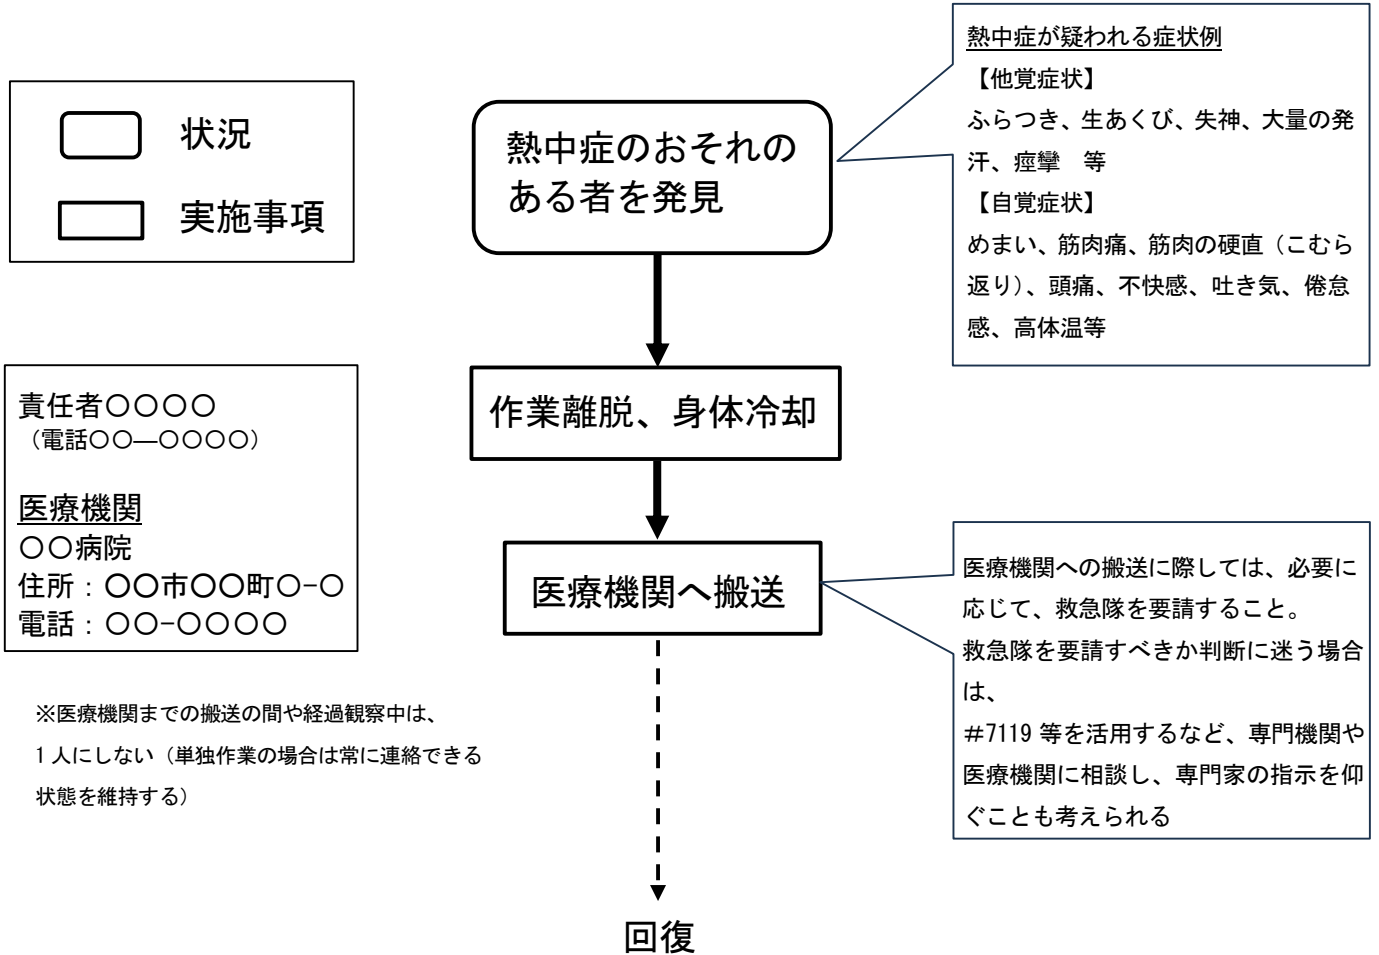 状況
実施事項
熱中症のおそれの
ある者を発見
熱中症が疑われる症状例
【他覚症状】
ふらつき、生あくび、失神、大量の発
汗、痙攣　等
【自覚症状】
めまい、筋肉痛、筋肉の硬直（こむら
返り）、頭痛、不快感、吐き気、倦怠
感、高体温等
作業離脱、身体冷却
責任者〇〇〇〇
（電話〇〇―〇〇〇〇）
医療機関
〇〇病院
住所：〇〇市〇〇町〇-〇
電話：〇〇-〇〇〇〇
医療機関へ搬送
医療機関への搬送に際しては、必要に
応じて、救急隊を要請すること。
救急隊を要請すべきか判断に迷う場合
は、
＃7119 等を活用するなど、専門機関や
医療機関に相談し、専門家の指示を仰
ぐことも考えられる
※医療機関までの搬送の間や経過観察中は、
1 人にしない（単独作業の場合は常に連絡できる
状態を維持する）
回復